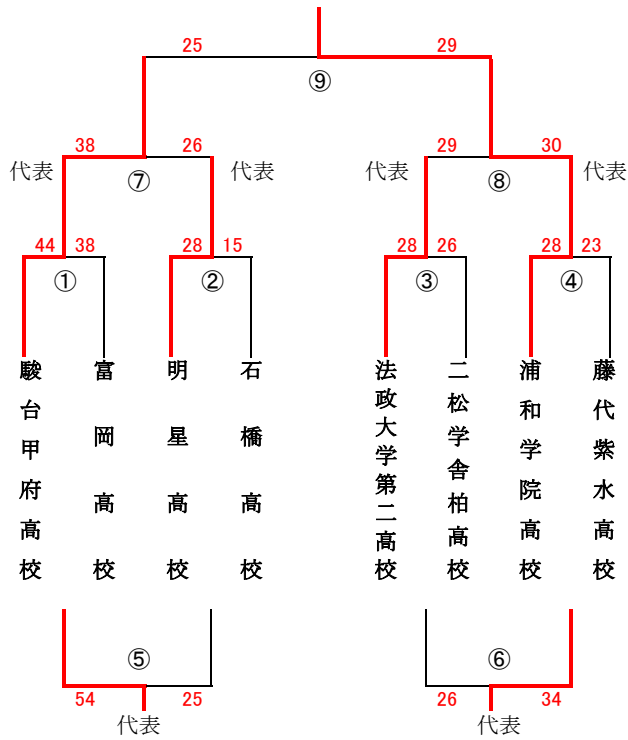 25 29
⑨
38 26 29 30
代表 ⑦ 代表 代表 ⑧ 代表
44 38 28 15 28 26 28 23
① ② ③ ④
駿台甲府高校
富岡高校
明星高校
石橋高校
法政大学第二高校
二松学舎柏高校
浦和学院高校
藤代紫水高校
⑤ ⑥
54 25 26 34
代表 代表